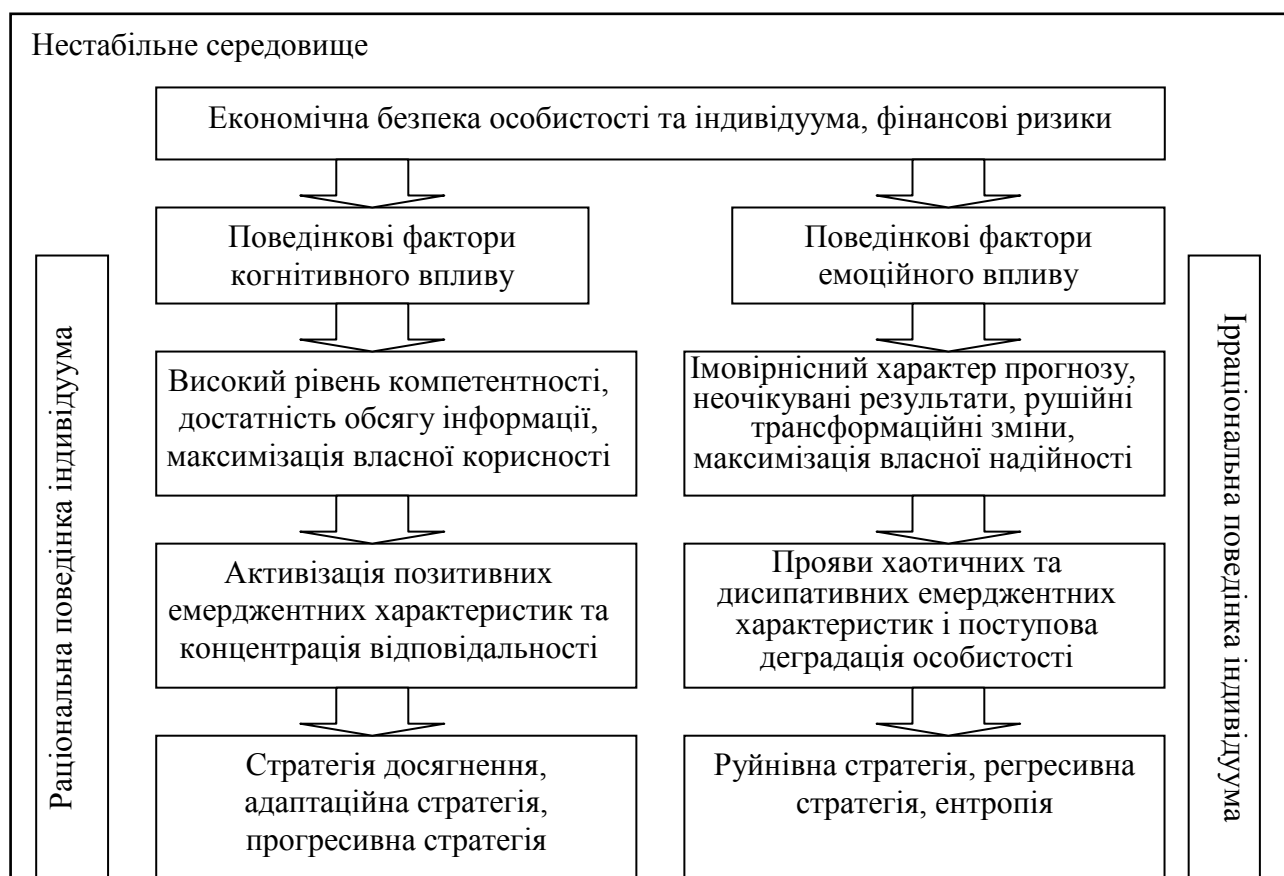 Нестабільне середовище
Економічна безпека особистості та індивідуума, фінансові ризики
Поведінкові фактори
когнітивного впливу
Поведінкові фактори
емоційного впливу
Раціональна поведінка індивідуума
Високий рівень компетентності,
достатність обсягу інформації,
максимізація власної корисності
Імовірнісний характер прогнозу,
неочікувані результати, рушійні
трансформаційні зміни,
максимізація власної надійності
Ірраціональна поведінка індивідуума
Активізація позитивних
емерджентних характеристик та
концентрація відповідальності
Прояви хаотичних та
дисипативних емерджентних
характеристик і поступова
деградація особистості
Стратегія досягнення,
адаптаційна стратегія,
прогресивна стратегія
Руйнівна стратегія, регресивна
стратегія, ентропія